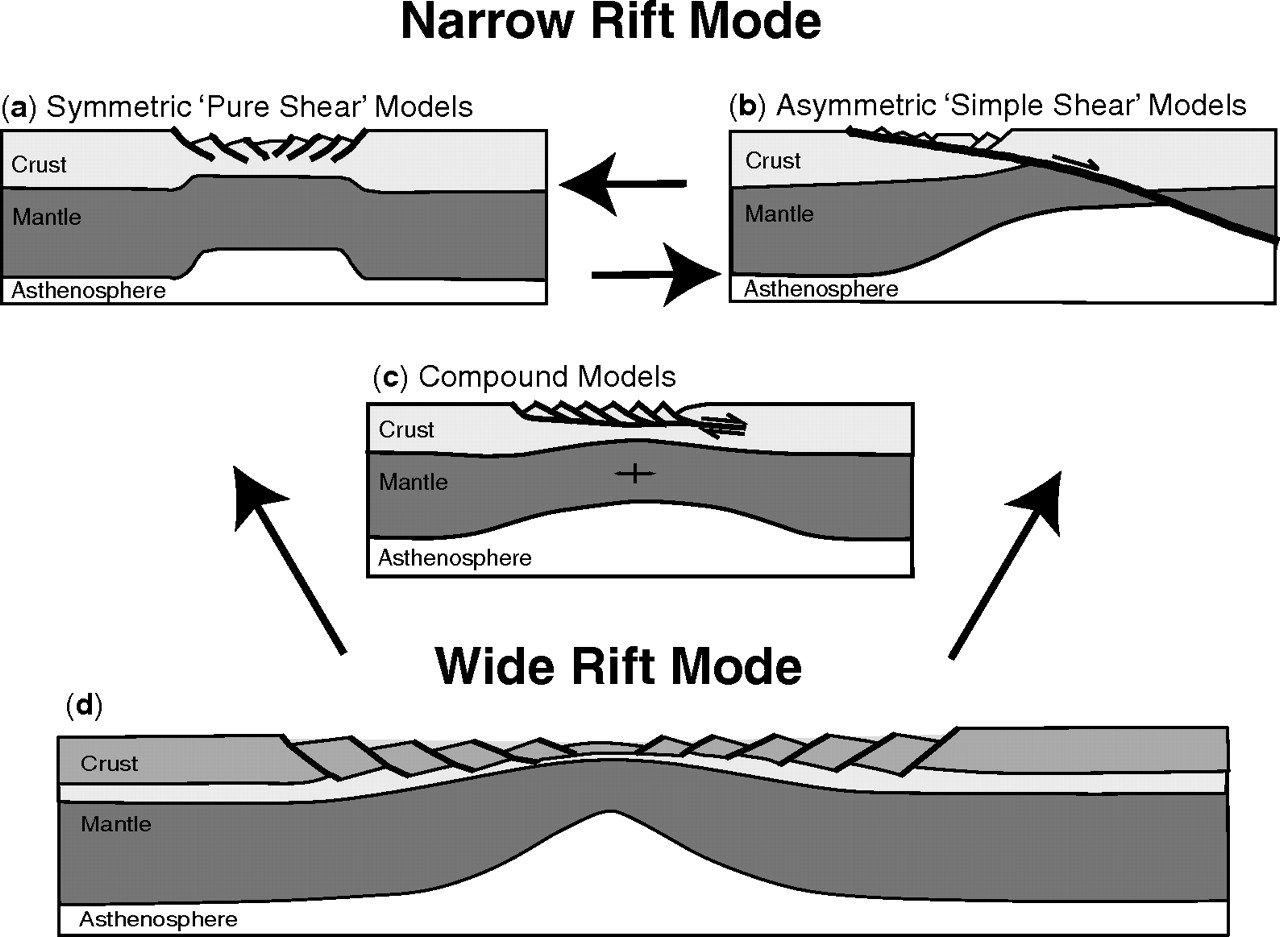 Narrow Rift Mode
(a) Symmetric ‘Pure Shear’ Models
Crust
Mantle
Asthenosphere
(b) Asymmetric ‘Simple Shear’ Models
Crust
Mantle
Asthenosphere
(c) Compound Models
Crust
Mantle
Asthenosphere
Wide Rift Mode
(d)
Crust
Mantle
Asthenosphere